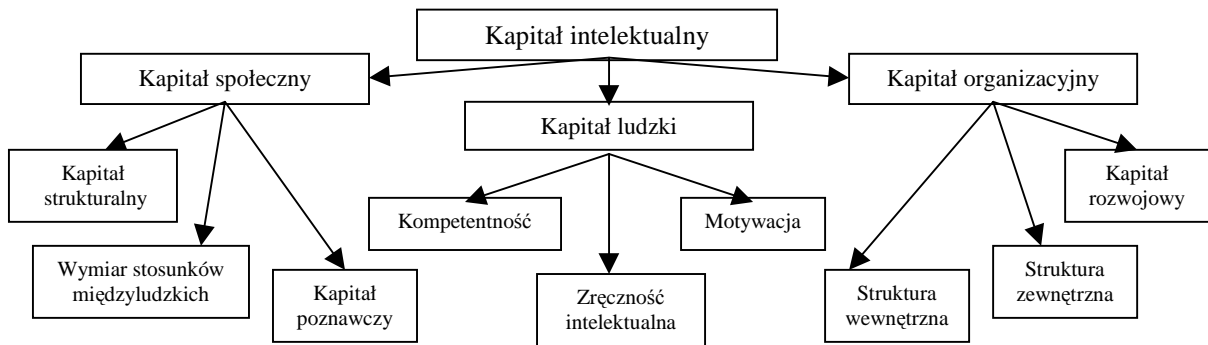 Kapitał intelektualny
Kapitał społeczny
Kapitał organizacyjny
Kapitał ludzki
Kapitał
strukturalny
Kapitał
rozwojowy
Kompetentność
Motywacja
Wymiar stosunków
międzyludzkich
Kapitał
poznawczy
Zręczność
intelektualna
Struktura
wewnętrzna
Struktura
zewnętrzna